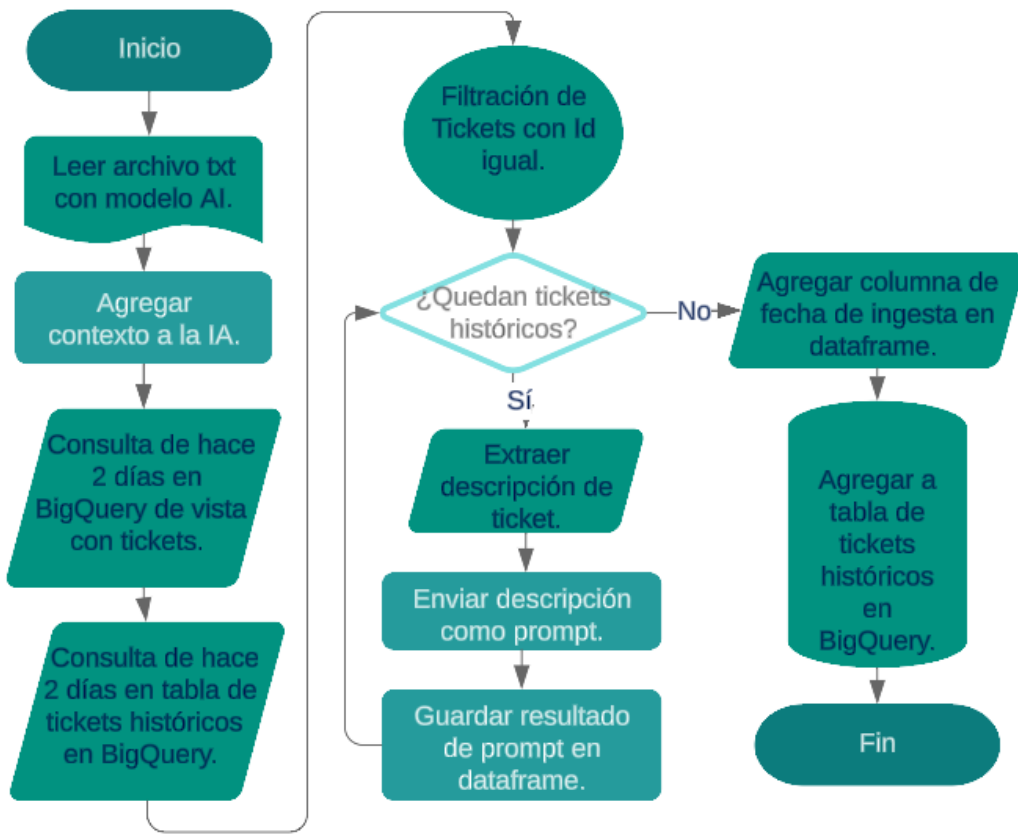 Inicio
Leer archivo txt
con modelo AI.
Agregar
contexto a la IA.
Consulta de hace
2 días en
BigQuery de vista
con tickets.
Consulta de hace
2 días en tabla de
tickets históricos
en BigQuery.
Filtración de
Tickets con Id
igual.
¿Quedan tickets
históricos?
Sí
Extraer
descripción de
ticket.
Enviar descripción
como prompt.
Guardar resultado
de prompt en
dataframe.
No
Agregar columna de
fecha de ingesta en
dataframe.
Agregar a
tabla de
tickets
históricos
en
BigQuery.
Fin